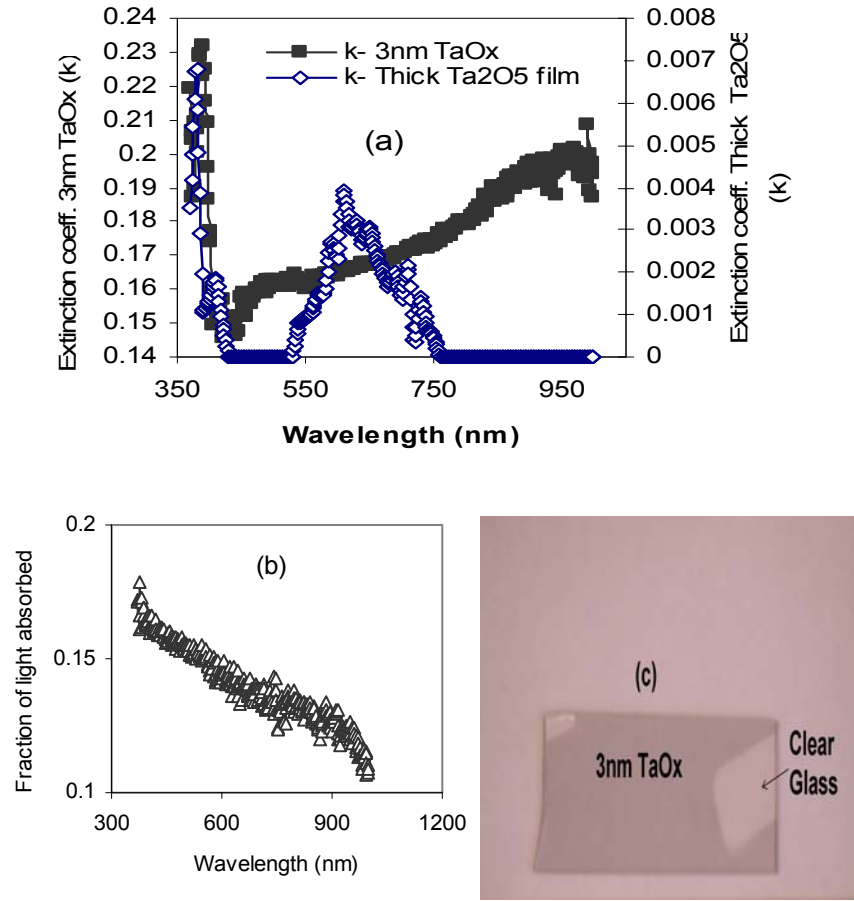 0.24
0.23
0.22
0.21
0.2
0.19
0.18
0.17
0.16
0.15
0.14
Extinction coeff. 3nm TaOx (k)
k- 3nm TaOx
k- Thick Ta2O5 film
(a)
0.008
0.007
0.006
0.005
0.004
0.003
0.002
0.001
0
Extinction coeff. Thick Ta2O5
(k)
350 550 750 950
Wavelength (nm)
0.2
0.15
0.1
Fraction of light absorbed
(b)
300 600 900 1200
Wavelength (nm)
(c)
3nm TaOx
Clear
Glass